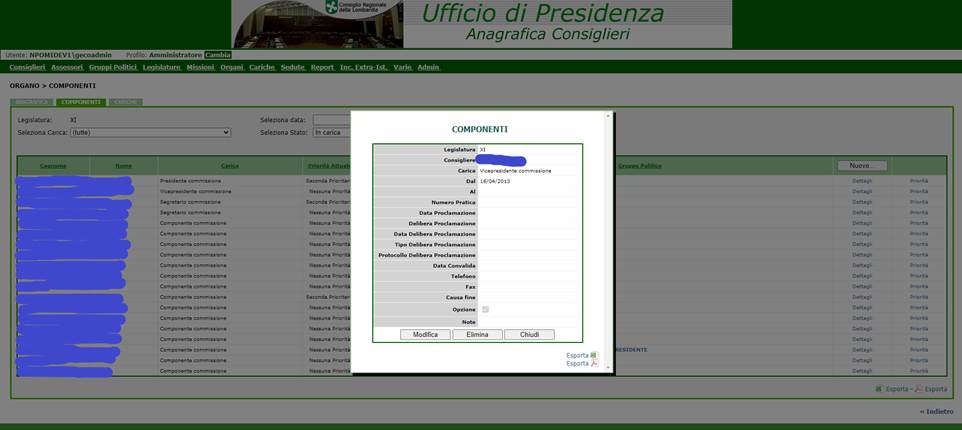 Consiglio Regionale
della Lombardia
Ufficio di Presidenza
Anagrafica Consiglieri
Utente: NPOMIDEV1\gecoadmin Profilo: Amministratore Cambia
Consiglieri Assessori Gruppi Politici Legislature Missioni Organi Cariche Sedute Report Inc. Extra-Ist. Varie Admin
ORGANO > COMPONENTI
ANAGRAFICA COMPONENTI CARICHE
Legislatura: XI Seleziona data:
Seleziona Carica: (tutte) Seleziona Stato: In carica
Cognome Nome Carica Priorità Gruppo Politico Nuovo...
Presidente commissione Seconda Dettagli Priorità
Vicepresidente commissione Nessuna Priorità Dettagli Priorità
Segretario commissione Seconda Dettagli Priorità
Segretario commissione Nessuna Priorità Dettagli Priorità
Componente commissione Nessuna Priorità Dettagli Priorità
Componente commissione Nessuna Priorità Dettagli Priorità
Componente commissione Nessuna Priorità Dettagli Priorità
Componente commissione Nessuna Priorità Dettagli Priorità
Componente commissione Nessuna Priorità Dettagli Priorità
Componente commissione Nessuna Priorità Dettagli Priorità
Componente commissione Nessuna Priorità Dettagli Priorità
Componente commissione Seconda Dettagli Priorità
Componente commissione Nessuna Priorità Dettagli Priorità
Componente commissione Nessuna Priorità Dettagli Priorità
Componente commissione Nessuna Priorità Dettagli Priorità
Componente commissione Nessuna Priorità Dettagli Priorità
Componente commissione Nessuna Priorità Dettagli Priorità
Componente commissione Nessuna Priorità Dettagli Priorità
Componente commissione Nessuna Priorità Dettagli Priorità
COMPONENTI
Legislatura XI
Consigliere
Carica Vicepresidente commissione
Dal 16/04/2013
Al
Numero Pratica
Data Proclamazione
Delibera Proclamazione
Data Delibera Proclamazione
Tipo Delibera Proclamazione
Protocollo Delibera Proclamazione
Data Convalida
Telefono
Fax
Causa fine
Opzione
Note
Modifica Elimina Chiudi
Esporta
Esporta
Esporta - Esporta
« Indietro